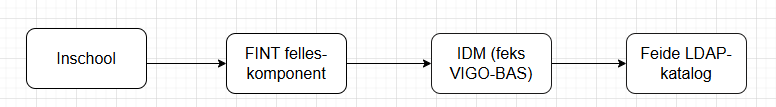 Inschool
FINT felles-
komponent
IDM (feks
VIGO-BAS)
Feide LDAP-
katalog